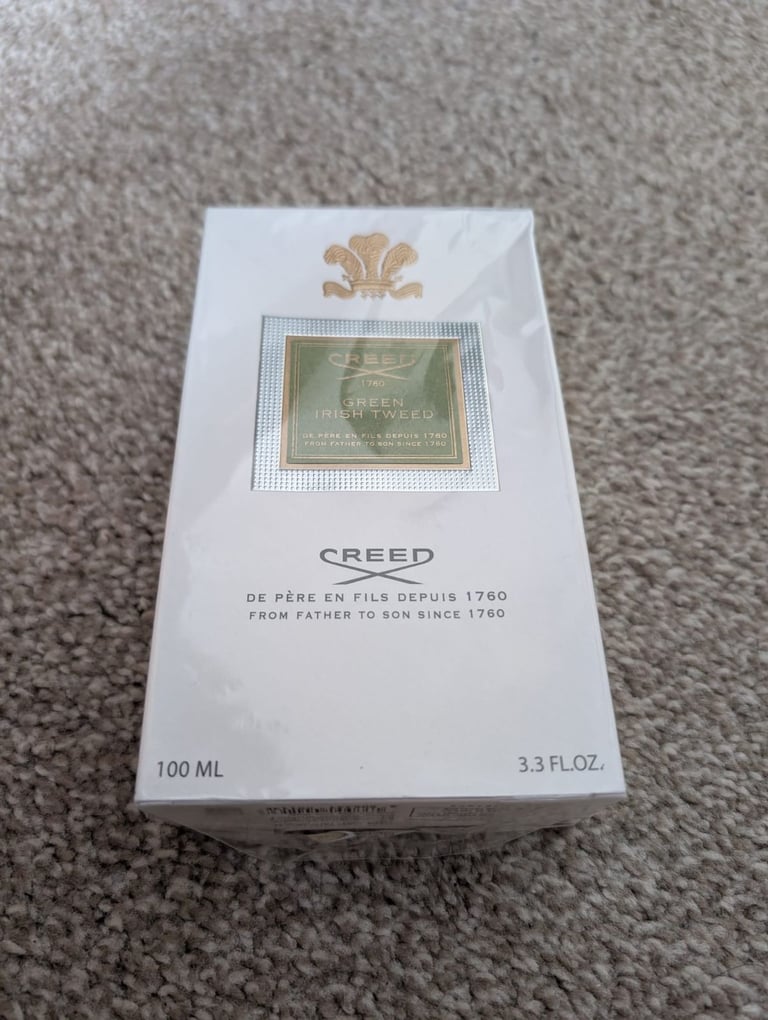 CREED
1760
GREEN
IRISH TWEED
DE PÈRE EN FILS DEPUIS 1760
FROM FATHER TO SON SINCE 1760
CREED
DE PÈRE EN FILS DEPUIS 1760
FROM FATHER TO SON SINCE 1760
100 ML
3.3 FL.OZ.